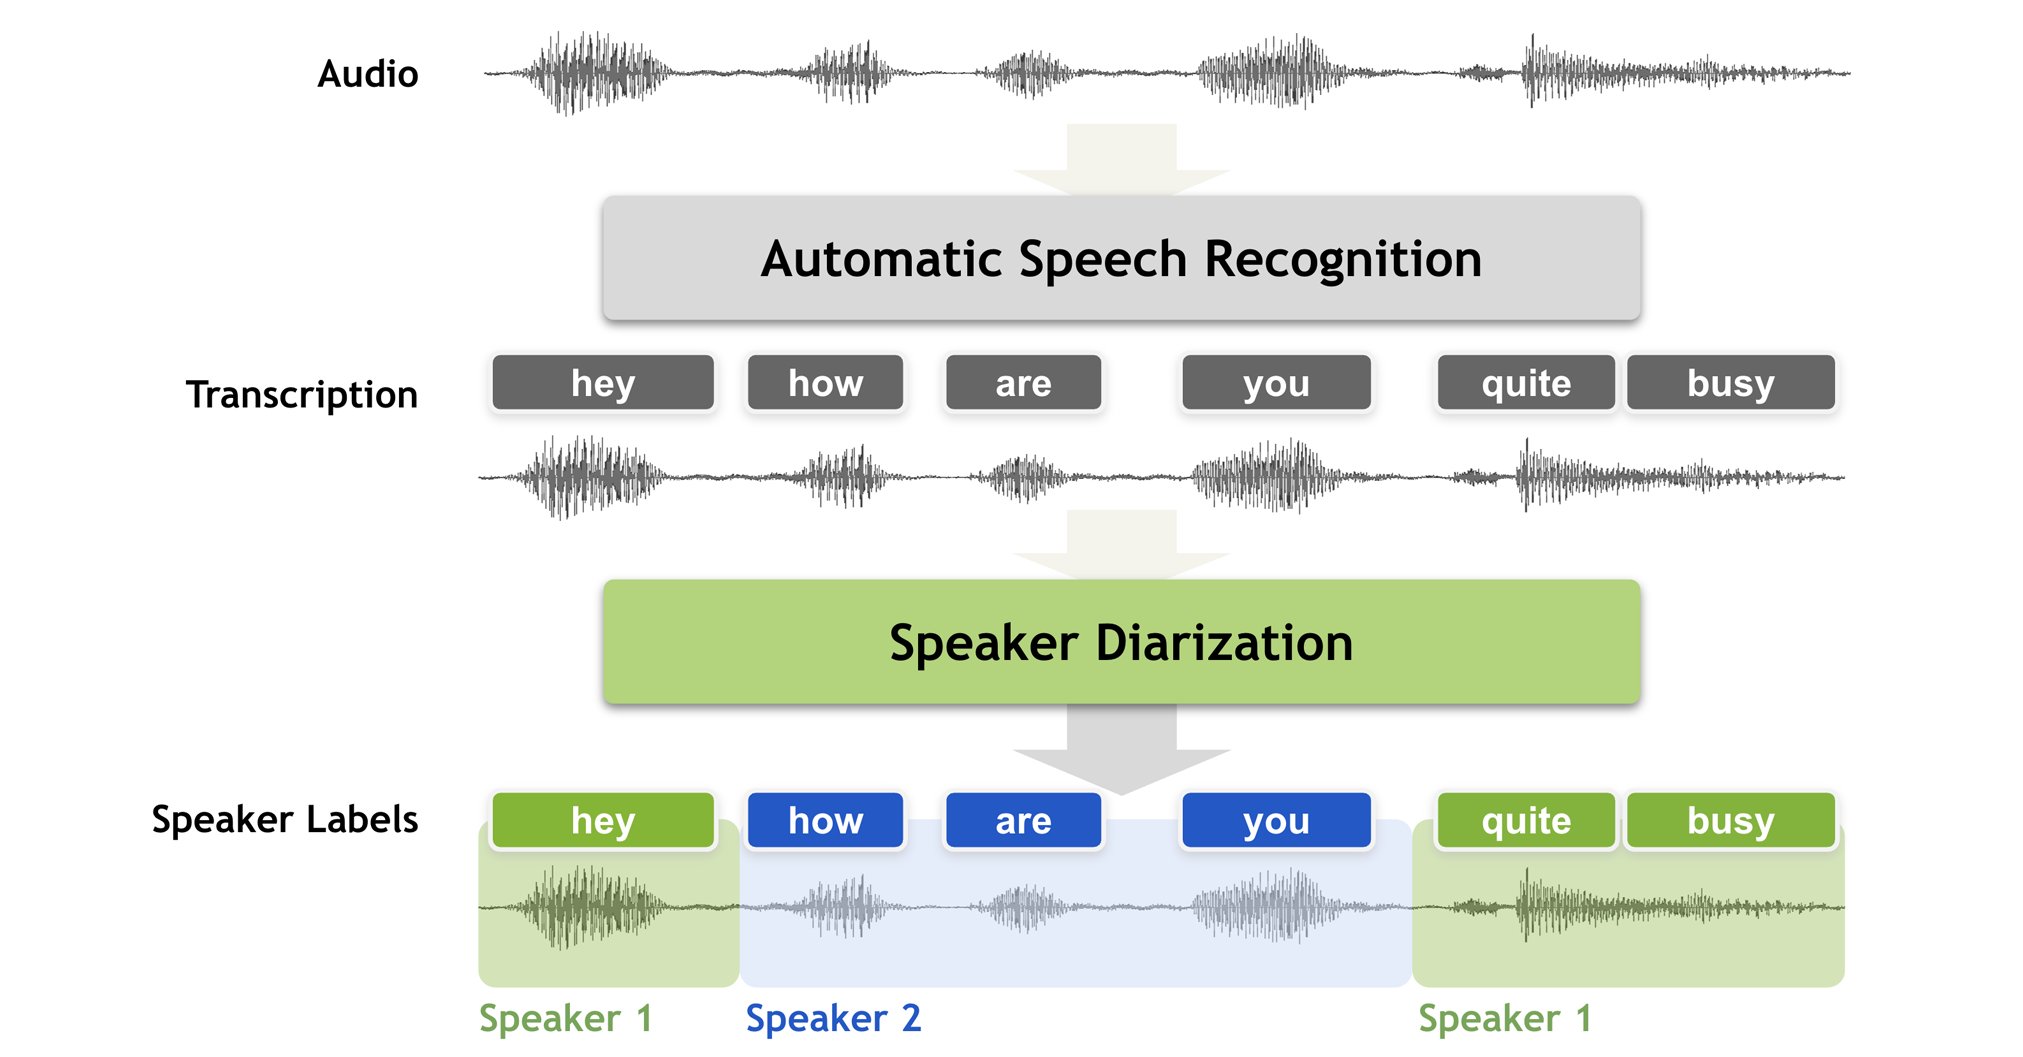 Audio
Automatic Speech Recognition
Transcription
hey how are you quite busy
Speaker Diarization
Speaker Labels
hey how are you quite busy
Speaker 1 Speaker 2 Speaker 1